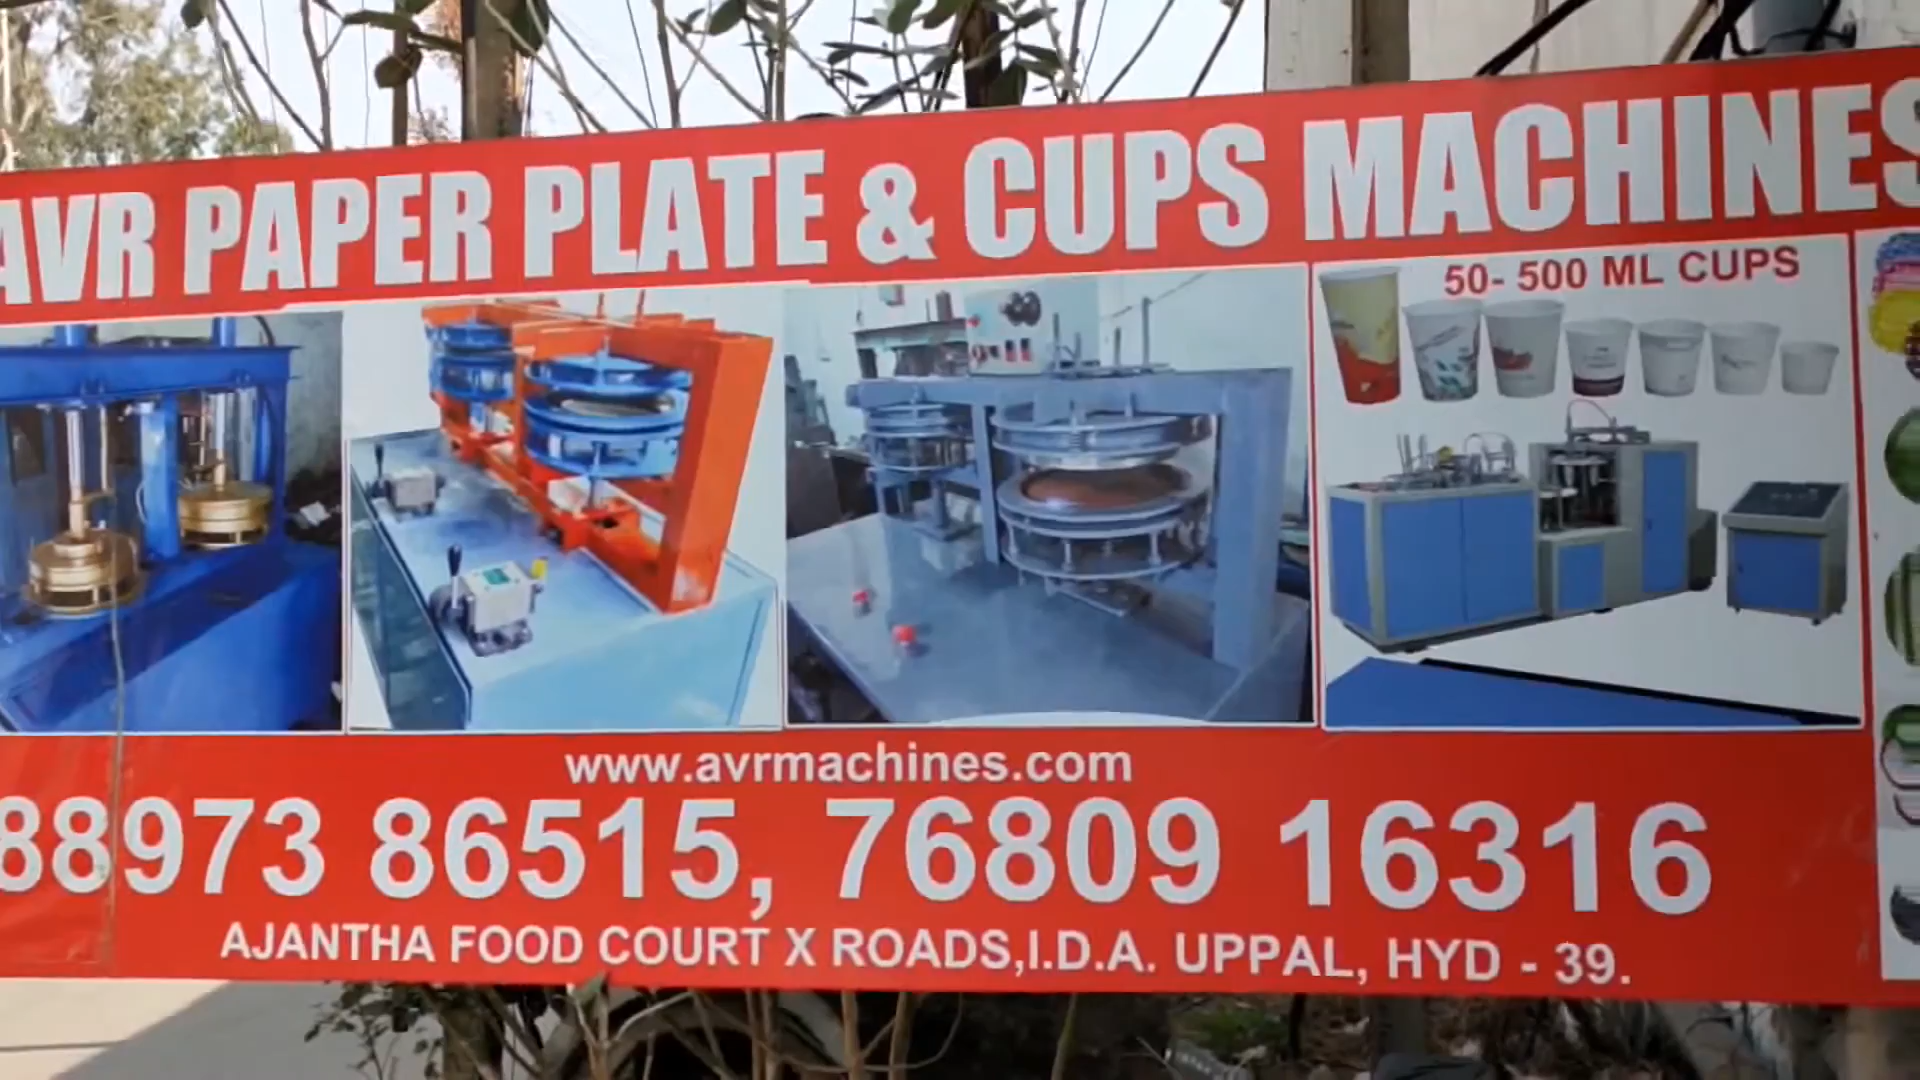 AVR PAPER PLATE & CUPS MACHINES
50- 500 ML CUPS
www.avrmachines.com
88973 86515, 76809 16316
AJANTHA FOOD COURT X ROADS,I.D.A. UPPAL, HYD - 39.